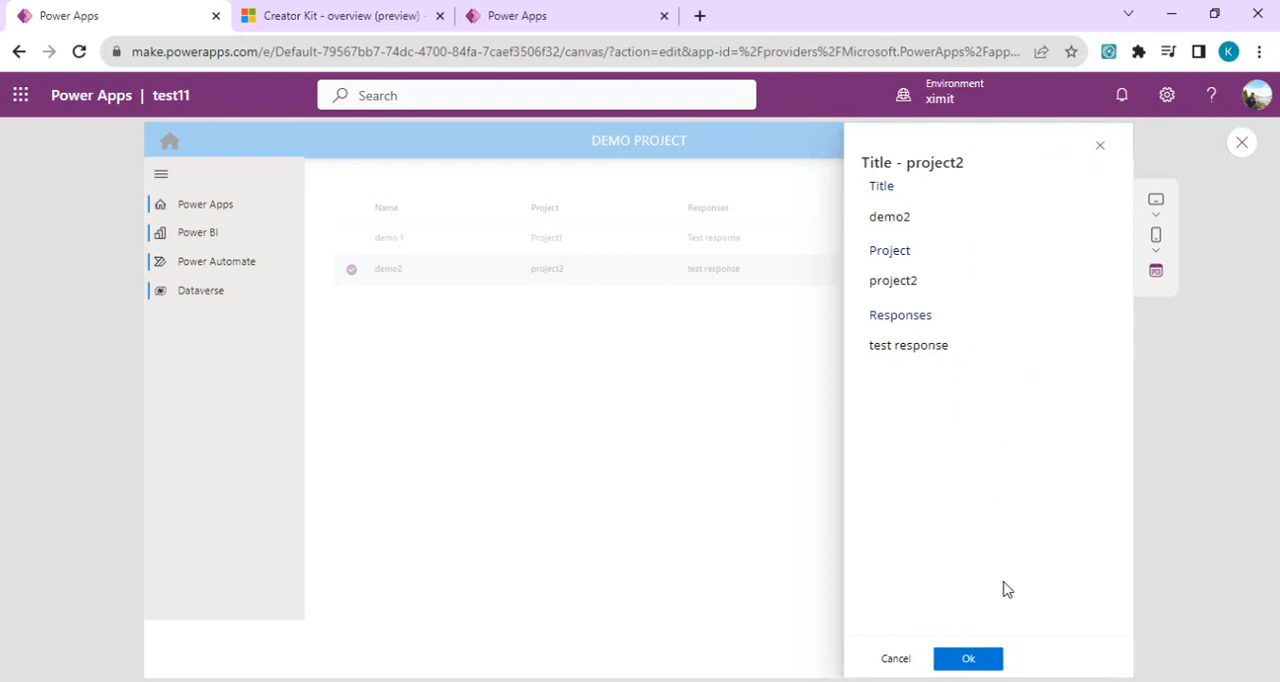 Power Apps
Creator Kit - overview (preview) -
Power Apps
make.powerapps.com/e/Default-79567bb7-74dc-4700-84fa-7caef3506f32/canvas/?action=edit&app-id=%2Fproviders%2FMicrosoft.PowerApps%2Fapp...
K
Power Apps | test11
Search
Environment
ximit
DEMO PROJECT
Power Apps
Power BI
Power Automate
Dataverse
Name Project Responses
demo 1 Project1 Test response
demo2 project2 test response
Title - project2
Title
demo2
Project
project2
Responses
test response
Cancel
Ok